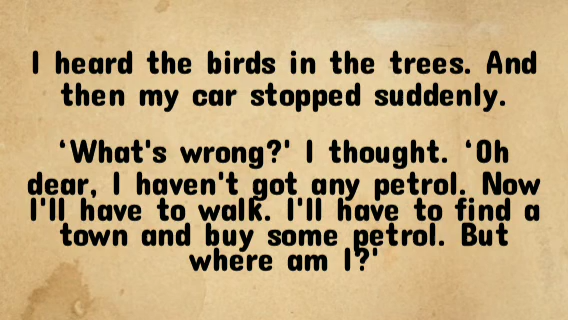 I heard the birds in the trees. And
then my car stopped suddenly.
‘What's wrong?' I thought. ‘Oh
dear, I haven't got any petrol. Now
I'll have to walk. I'll have to find a
town and buy some petrol. But
where am I?'